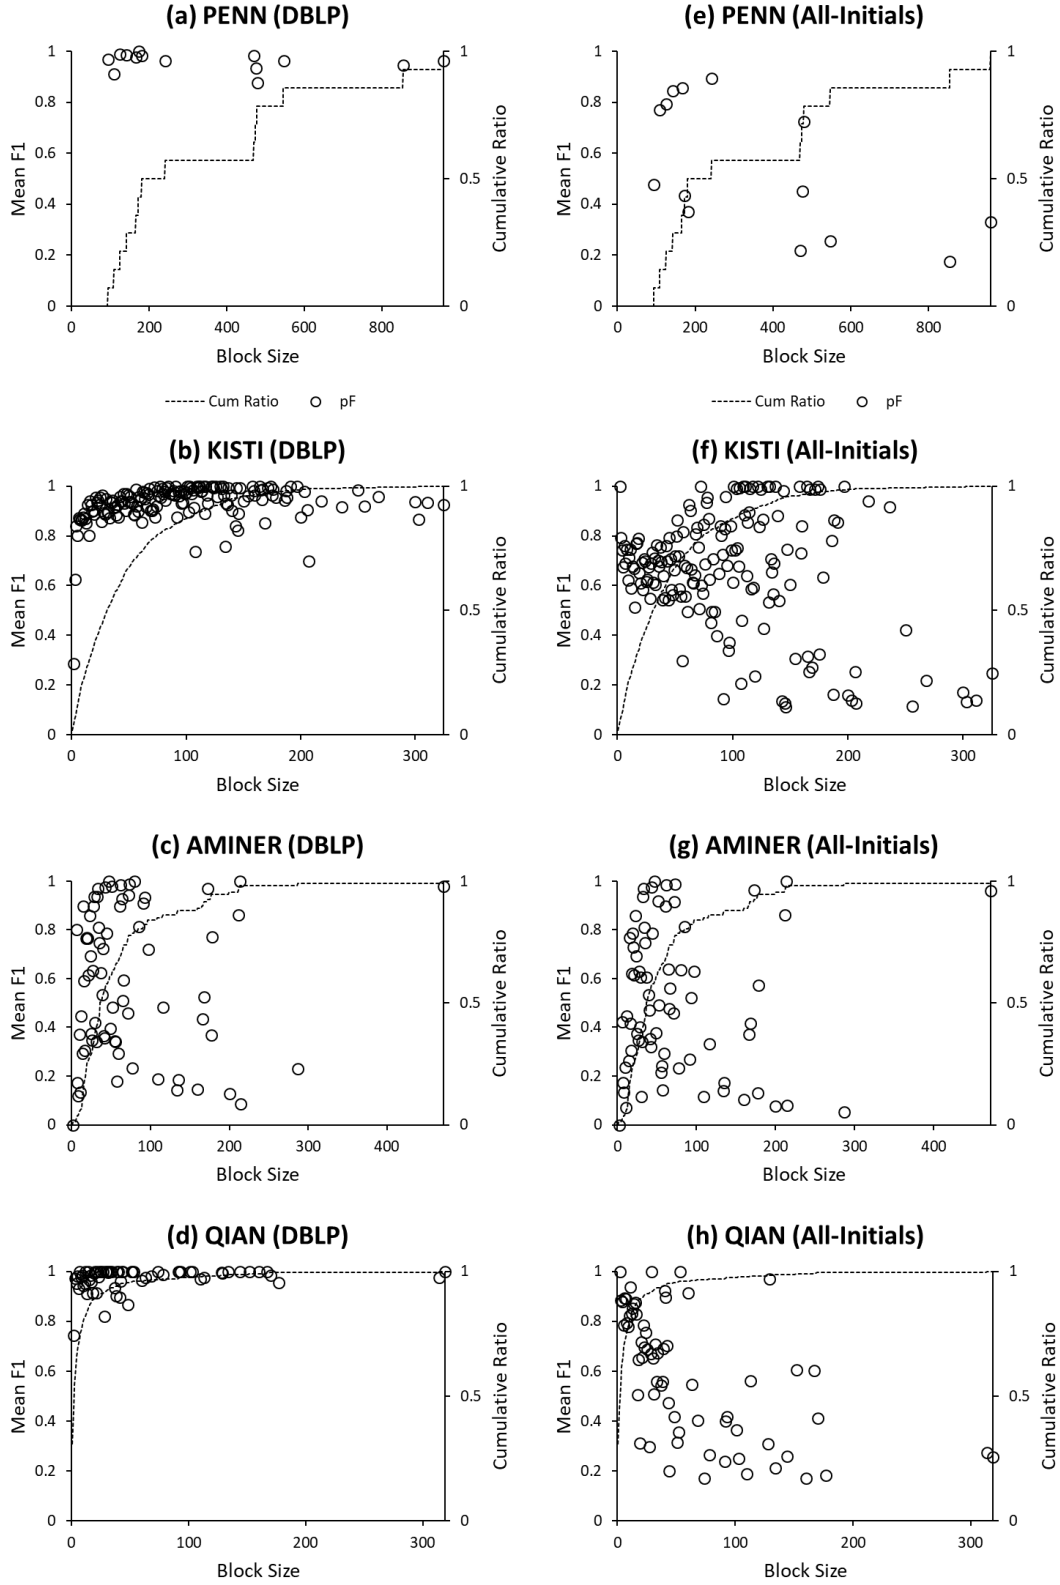 (a) PENN (DBLP)
1
0.8
0.6
0.4
0.2
0
Mean F1
1
0.5
0
Cumulative Ratio
0 200 400 600 800
Block Size
Cum Ratio pF
(e) PENN (All-Initials)
1
0.8
0.6
0.4
0.2
0
Mean F1
1
0.5
0
Cumulative Ratio
0 200 400 600 800
Block Size
Cum Ratio pF
(b) KISTI (DBLP)
1
0.8
0.6
0.4
0.2
0
Mean F1
1
0.5
0
Cumulative Ratio
0 100 200 300
Block Size
(f) KISTI (All-Initials)
1
0.8
0.6
0.4
0.2
0
Mean F1
1
0.5
0
Cumulative Ratio
0 100 200 300
Block Size
(c) AMINER (DBLP)
1
0.8
0.6
0.4
0.2
0
Mean F1
1
0.5
0
Cumulative Ratio
0 100 200 300 400
Block Size
(g) AMINER (All-Initials)
1
0.8
0.6
0.4
0.2
0
Mean F1
1
0.5
0
Cumulative Ratio
0 100 200 300 400
Block Size
(d) QIAN (DBLP)
1
0.8
0.6
0.4
0.2
0
Mean F1
1
0.5
0
Cumulative Ratio
0 100 200 300
Block Size
(h) QIAN (All-Initials)
1
0.8
0.6
0.4
0.2
0
Mean F1
1
0.5
0
Cumulative Ratio
0 100 200 300
Block Size